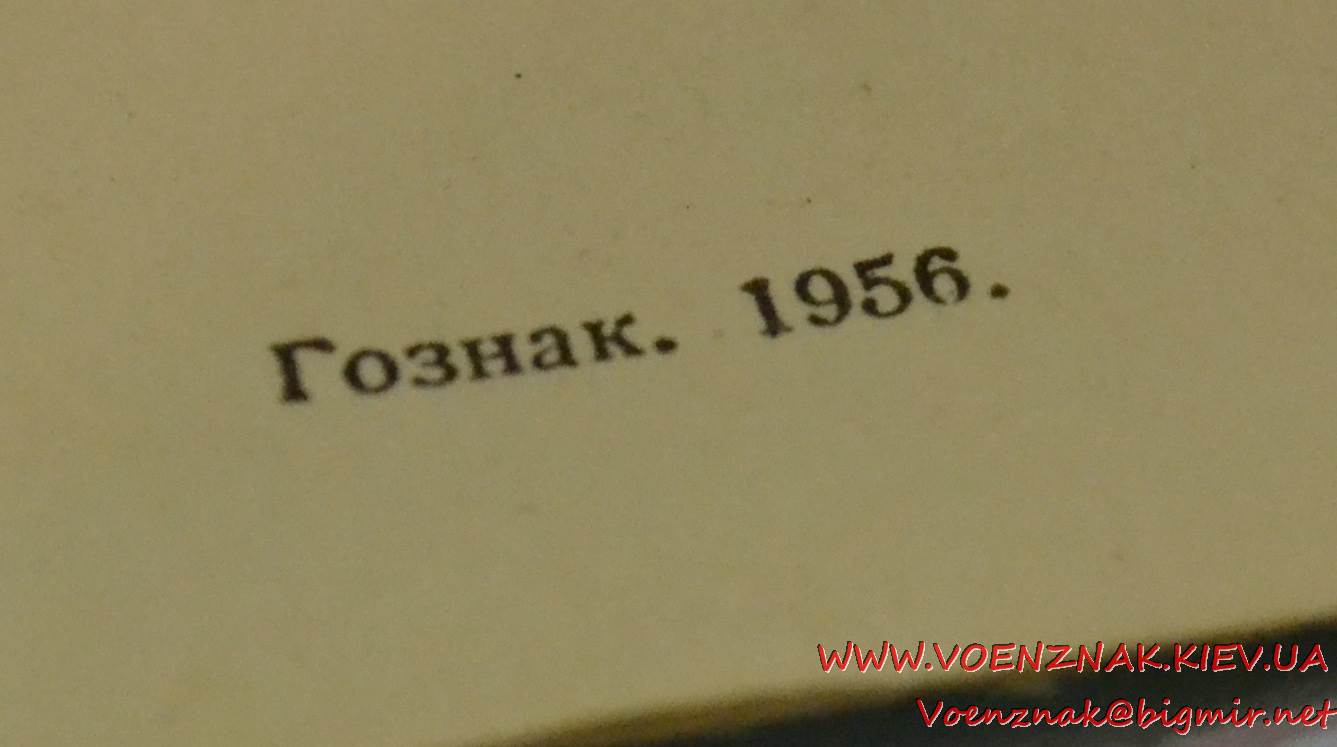 Гознак. 1956.
WWW.VOENZNAK.KIEV.UA
Voenznak@bigmir.net